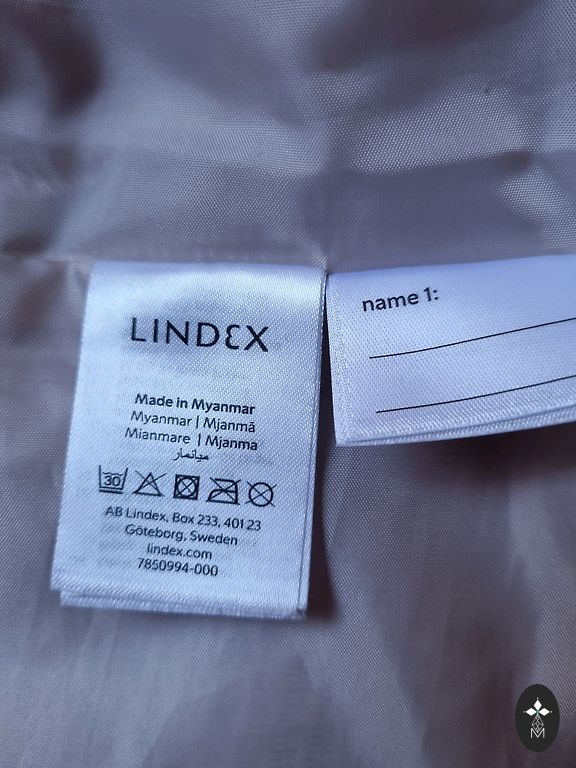 LINDEX
Made in Myanmar
Myanmar | Mjanmā
Mianmare | Mjanma
ميانمار
30
AB Lindex, Box 233, 401 23
Göteborg, Sweden
lindex.com
7850994-000
name 1:
M